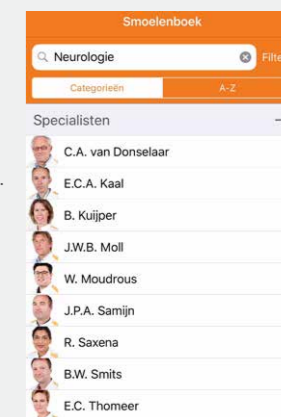 Smoelenboek
Neurologie
Filte
Categorieën A-Z
Specialisten
C.A. van Donselaar
E.C.A. Kaal
B. Kuijper
J.W.B. Moll
W. Moudrous
J.P.A. Samijn
R. Saxena
B.W. Smits
E.C. Thomeer